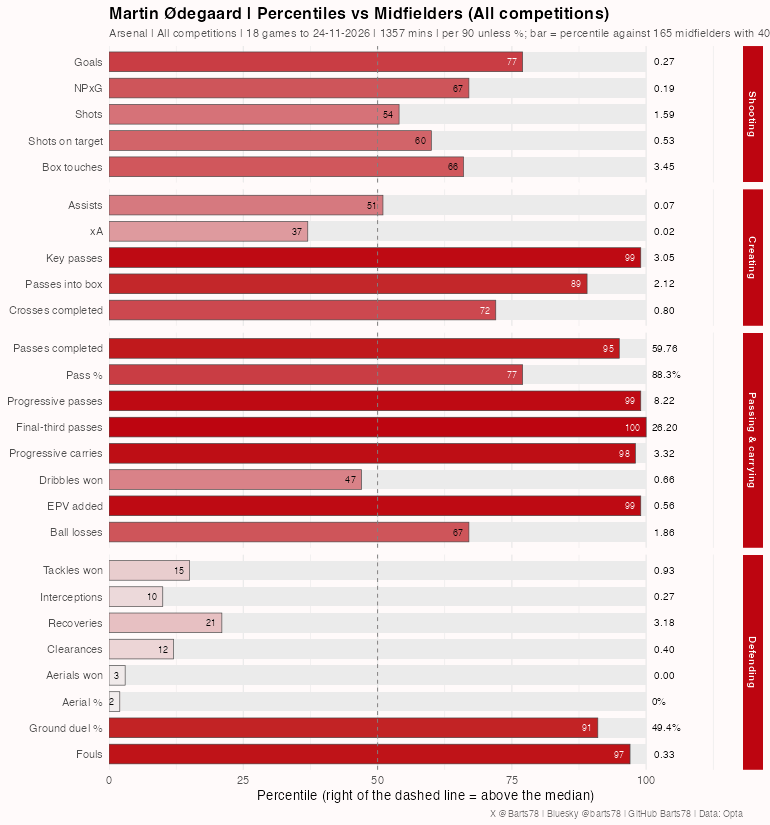 Martin Ødegaard | Percentiles vs Midfielders (All competitions)
Arsenal | All competitions | 18 games to 24-11-2026 | 1357 mins | per 90 unless %; bar = percentile against 165 midfielders with 40
Goals 77 0.27
NPxG 67 0.19
Shots 54 1.59
Shots on target 60 0.53
Box touches 66 3.45
Shooting
Assists 51 0.07
xA 37 0.02
Key passes 99 3.05
Passes into box 89 2.12
Crosses completed 72 0.80
Creating
Passes completed 95 59.76
Pass % 77 88.3%
Progressive passes 99 8.22
Final-third passes 100 26.20
Progressive carries 98 3.32
Dribbles won 47 0.66
EPV added 99 0.56
Ball losses 67 1.86
Passing & carrying
Tackles won 15 0.93
Interceptions 10 0.27
Recoveries 21 3.18
Clearances 12 0.40
Aerials won 3 0.00
Aerial % 2 0%
Ground duel % 91 49.4%
Fouls 97 0.33
Defending
0 25 50 75 100
Percentile (right of the dashed line = above the median)
X @Barts78 | Bluesky @barts78 | GitHub Barts78 | Data: Opta